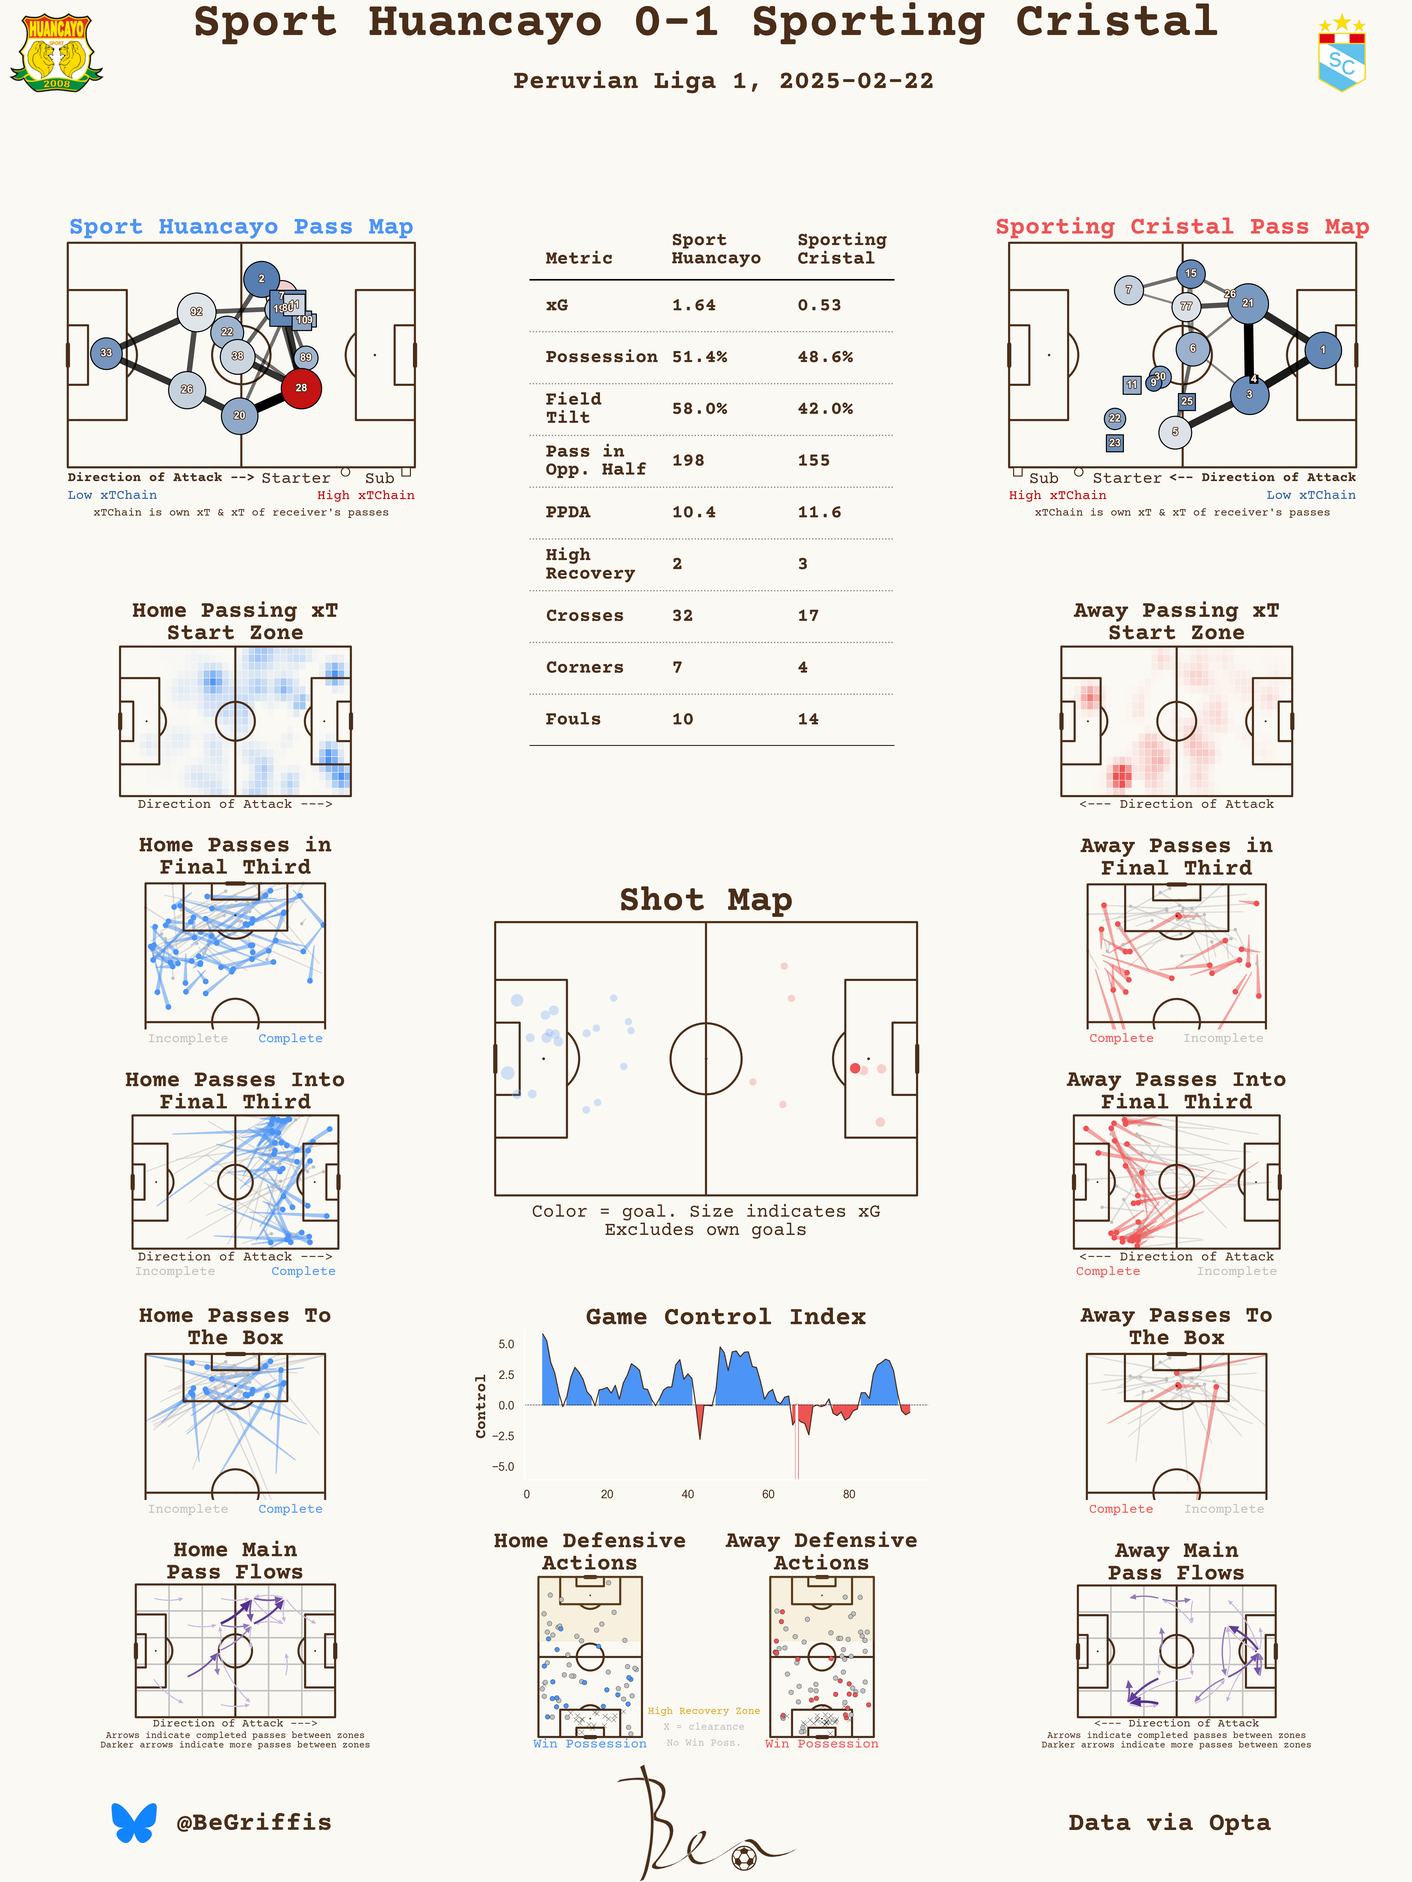 Sport Huancayo 0-1 Sporting Cristal
Peruvian Liga 1, 2025-02-22
HUANCAYO
SPORT
2008
SC
Sport Huancayo Pass Map
2
7
11
92
22
10
9
33
38
89
26
28
20
Direction of Attack --> Starter Sub
Low xTChain High xTChain
xTChain is own xT & xT of receiver's passes
Metric Sport Huancayo Sporting Cristal
xG 1.64 0.53
Possession 51.4% 48.6%
Field Tilt 58.0% 42.0%
Pass in Opp. Half 198 155
PPDA 10.4 11.6
High Recovery 2 3
Crosses 32 17
Corners 7 4
Fouls 10 14
Sporting Cristal Pass Map
15
7
26
77
21
6
1
30
9
11
4
3
25
22
5
23
Sub Starter <-- Direction of Attack
High xTChain Low xTChain
xTChain is own xT & xT of receiver's passes
Home Passing xT
Start Zone
Direction of Attack --->
Away Passing xT
Start Zone
<--- Direction of Attack
Home Passes in
Final Third
Incomplete Complete
Away Passes in
Final Third
Complete Incomplete
Shot Map
Color = goal. Size indicates xG
Excludes own goals
Home Passes Into
Final Third
Direction of Attack --->
Incomplete Complete
Away Passes Into
Final Third
<--- Direction of Attack
Complete Incomplete
Home Passes To
The Box
Incomplete Complete
Game Control Index
Control
5.0
2.5
0.0
−2.5
−5.0
0 20 40 60 80
Away Passes To
The Box
Complete Incomplete
Home Main
Pass Flows
Direction of Attack --->
Arrows indicate completed passes between zones
Darker arrows indicate more passes between zones
Home Defensive
Actions
Win Possession
Away Defensive
Actions
Win Possession
High Recovery Zone
X = clearance
No Win Poss.
Away Main
Pass Flows
<--- Direction of Attack
Arrows indicate completed passes between zones
Darker arrows indicate more passes between zones
@BeGriffis
Ben
Data via Opta